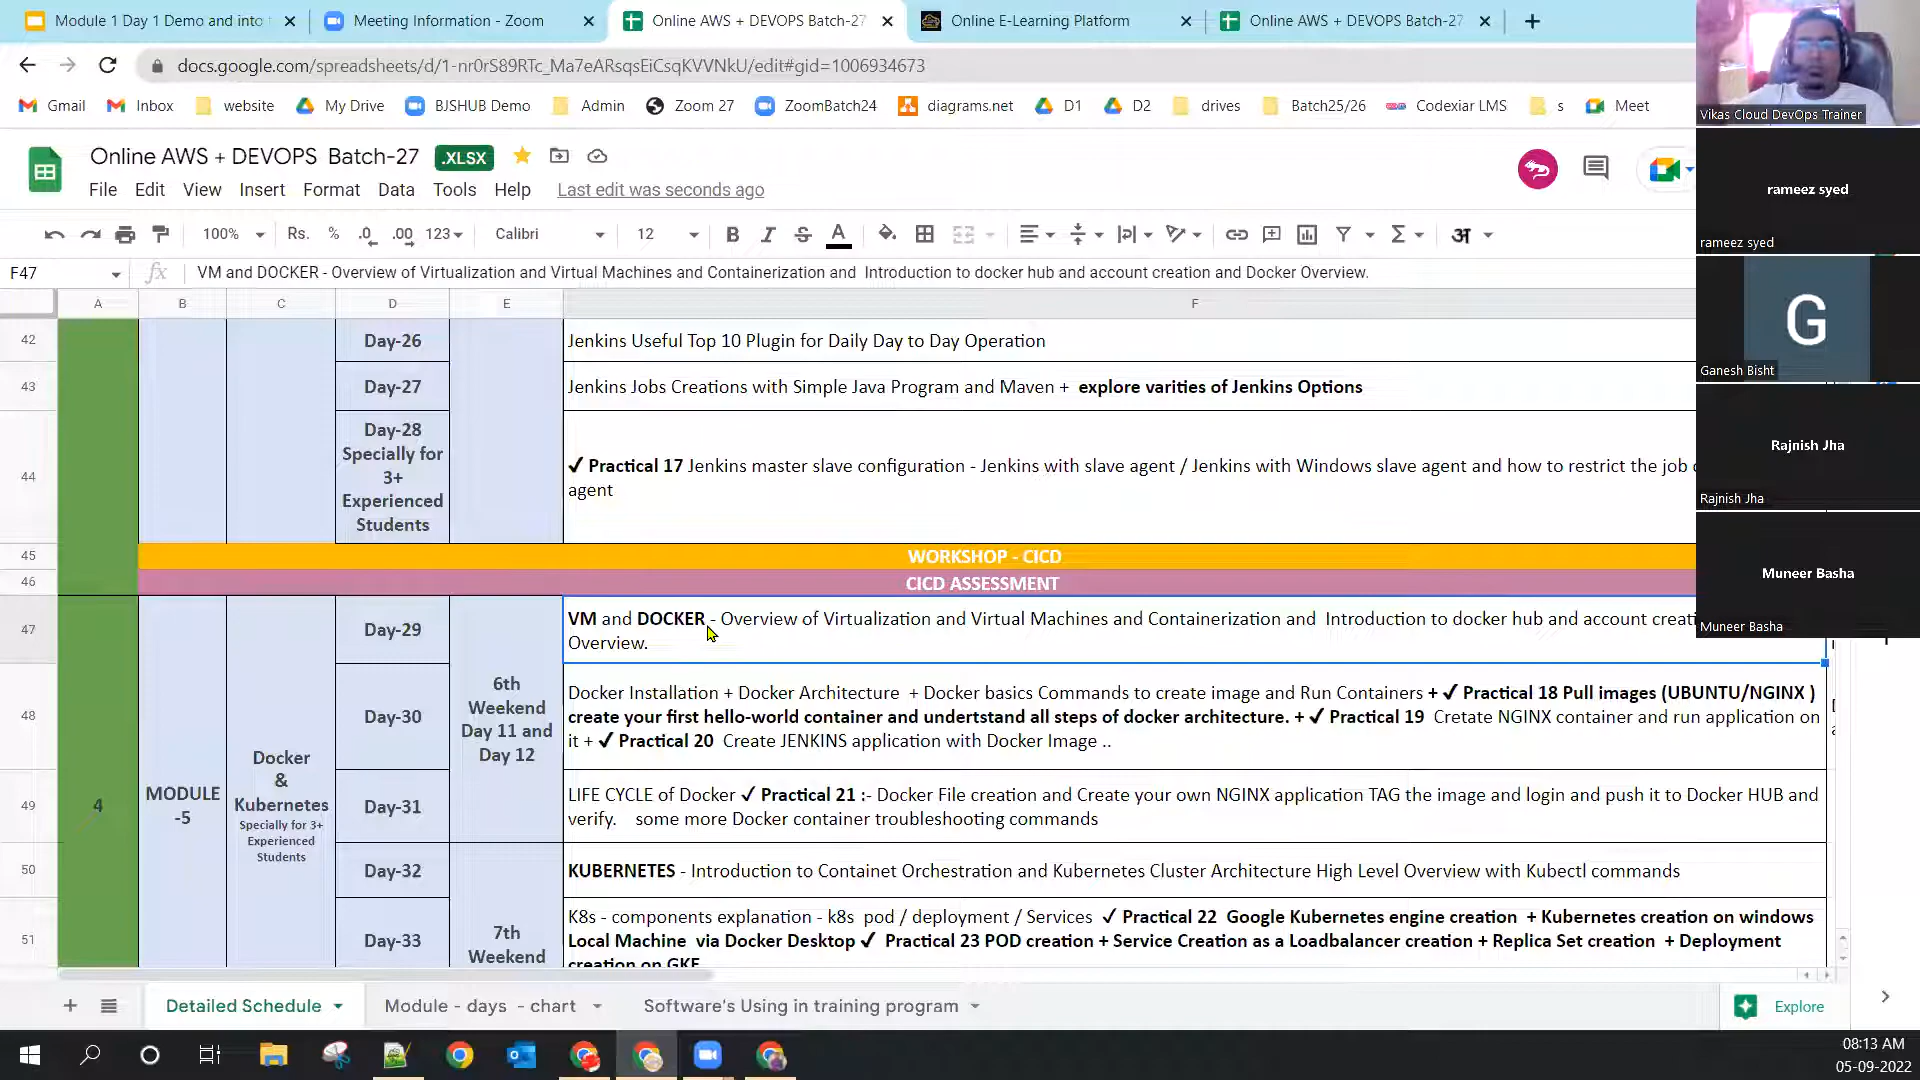 Module 1 Day 1 Demo and into
Meeting Information - Zoom
Online AWS + DEVOPS Batch-27
Online E-Learning Platform
Online AWS + DEVOPS Batch-27
docs.google.com/spreadsheets/d/1-nr0rS89RTc_Ma7eARsqsEiCsqKVVNkU/edit#gid=1006934673
Gmail
Inbox
website
My Drive
BJSHUB Demo
Admin
Zoom 27
ZoomBatch24
diagrams.net
D1
D2
drives
Batch25/26
Codexiar LMS
s
Meet
Vikas Cloud DevOps Trainer
Online AWS + DEVOPS Batch-27
.XLSX
File
Edit
View
Insert
Format
Data
Tools
Help
Last edit was seconds ago
rameez syed
rameez syed
100%
Rs.
%
.0
.00
123
Calibri
12
B
I
S
A
अ
F47
fx
VM and DOCKER - Overview of Virtualization and Virtual Machines and Containerization and Introduction to docker hub and account creation and Docker Overview.
A
B
C
D
E
F
G
Ganesh Bisht
42
Day-26
Jenkins Useful Top 10 Plugin for Daily Day to Day Operation
43
Day-27
Jenkins Jobs Creations with Simple Java Program and Maven + explore varities of Jenkins Options
44
Day-28
Specially for
3+
Experienced
Students
✓ Practical 17 Jenkins master slave configuration - Jenkins with slave agent / Jenkins with Windows slave agent and how to restrict the job
agent
Rajnish Jha
Rajnish Jha
45
WORKSHOP - CICD
46
CICD ASSESSMENT
Muneer Basha
Muneer Basha
4
MODULE
-5
Docker
&
Kubernetes
Specially for 3+
Experienced
Students
47
Day-29
6th
Weekend
Day 11 and
Day 12
VM and DOCKER - Overview of Virtualization and Virtual Machines and Containerization and Introduction to docker hub and account
Overview.
48
Day-30
Docker Installation + Docker Architecture + Docker basics Commands to create image and Run Containers + ✓ Practical 18 Pull images (UBUNTU/NGINX )
create your first hello-world container and undertstand all steps of docker architecture. + ✓ Practical 19 Cretate NGINX container and run application on
it + ✓ Practical 20 Create JENKINS application with Docker Image ..
49
Day-31
LIFE CYCLE of Docker ✓ Practical 21 :- Docker File creation and Create your own NGINX application TAG the image and login and push it to Docker HUB and
verify. some more Docker container troubleshooting commands
50
Day-32
KUBERNETES - Introduction to Containet Orchestration and Kubernetes Cluster Architecture High Level Overview with Kubectl commands
51
Day-33
7th
Weekend
K8s - components explanation - k8s pod / deployment / Services ✓ Practical 22 Google Kubernetes engine creation + Kubernetes creation on windows
Local Machine via Docker Desktop ✓ Practical 23 POD creation + Service Creation as a Loadbalancer creation + Replica Set creation + Deployment
creation on GKE
Detailed Schedule
Module - days - chart
Software's Using in training program
Explore
08:13 AM
05-09-2022